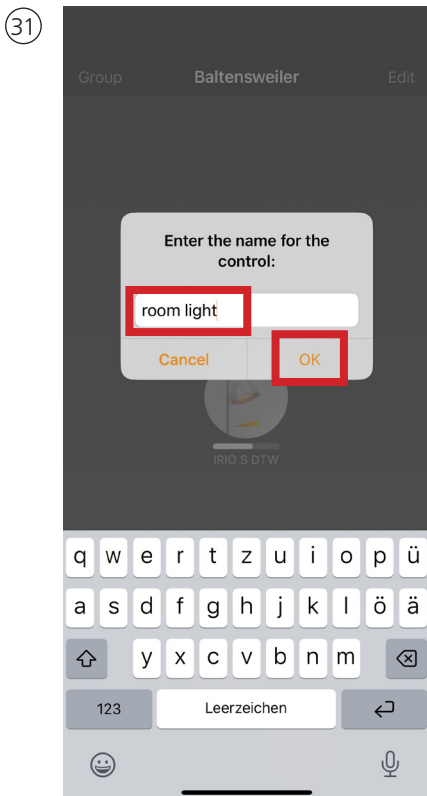 31
Group Baltensweiler Edit
Enter the name for the
control:
room light
Cancel OK
IRIO S DTW
q w e r t z u i o p ü
a s d f g h j k l ö ä
y x c v b n m
123 Leerzeichen